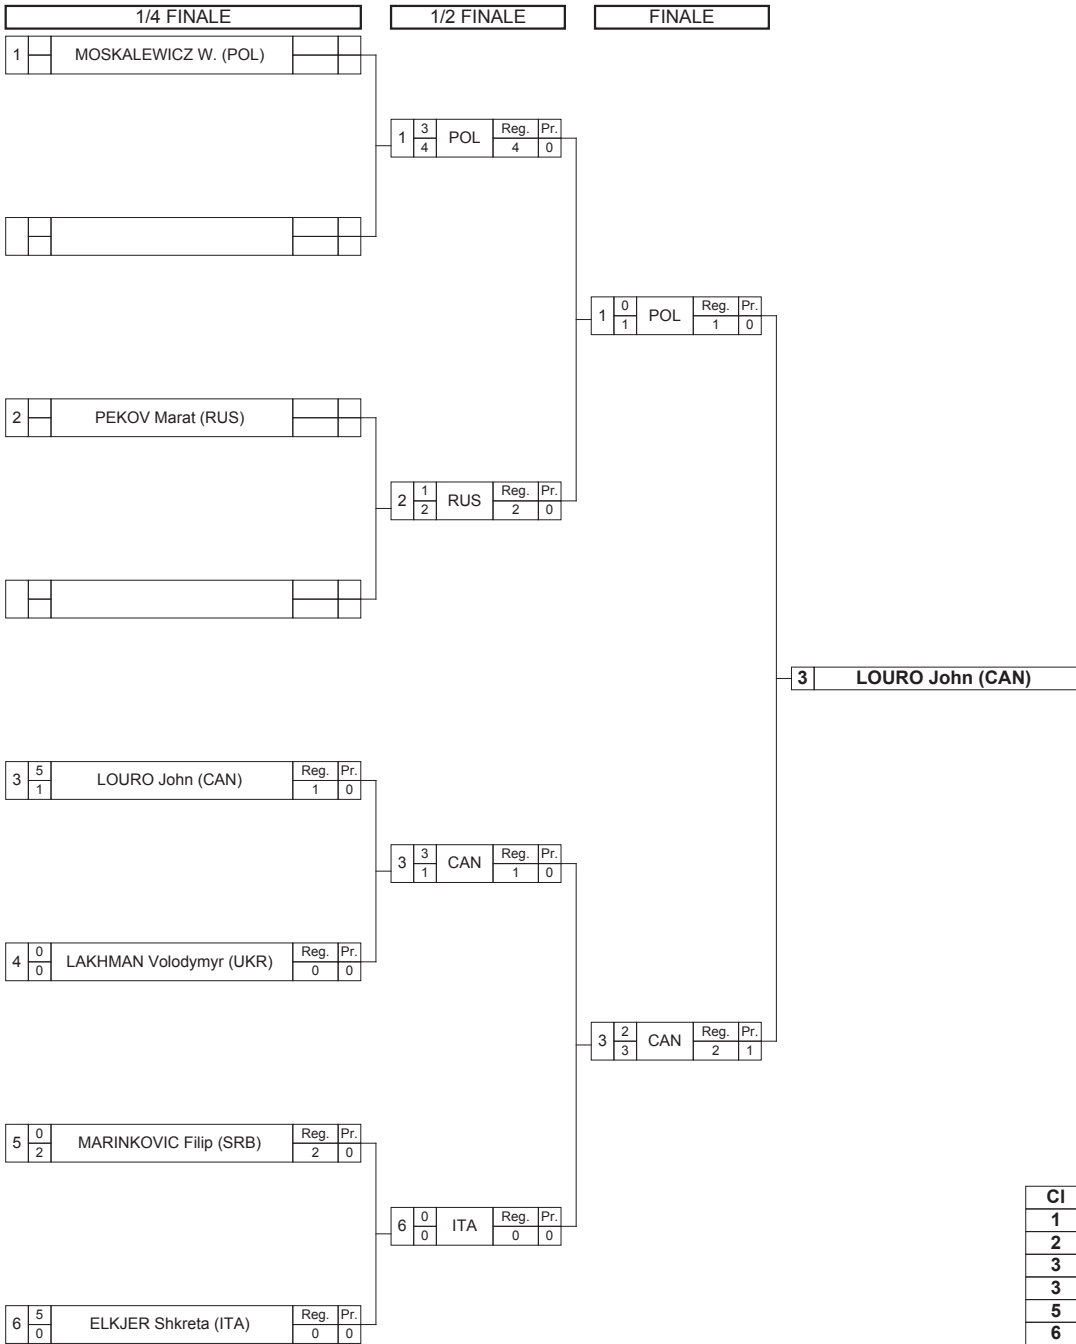 1/4 FINALE 1/2 FINALE FINALE
1 MOSKALEWICZ W. (POL)
3 Reg. Pr.
1 POL
4 4 0
0 Reg. Pr.
1 POL
1 1 0
2 PEKOV Marat (RUS)
1 Reg. Pr.
2 RUS
2 2 0
3 LOURO John (CAN)
5 Reg. Pr.
3 LOURO John (CAN)
1 1 0
3 Reg. Pr.
3 CAN
1 1 0
0 Reg. Pr.
4 LAKHMAN Volodymyr (UKR)
0 0 0
2 Reg. Pr.
3 CAN
3 2 1
0 Reg. Pr.
5 MARINKOVIC Filip (SRB)
2 2 0
Cl
1
0 Reg. Pr.
6 ITA
0 0 0
2
3
3
5 Reg. Pr.
6 ELKJER Shkreta (ITA)
0 0 0
5
6